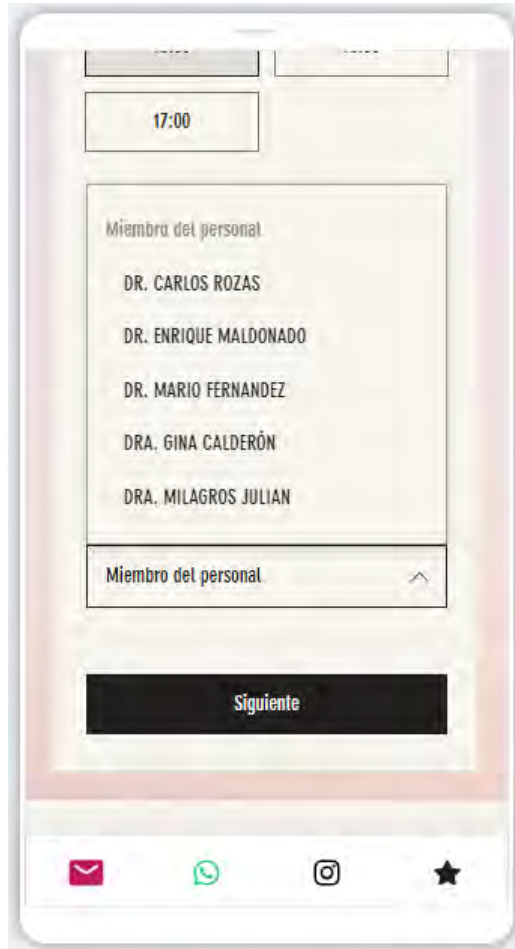 17:00
Miembro del personal
DR. CARLOS ROZAS
DR. ENRIQUE MALDONADO
DR. MARIO FERNANDEZ
DRA. GINA CALDERÓN
DRA. MILAGROS JULIAN
Miembro del personal
Siguiente